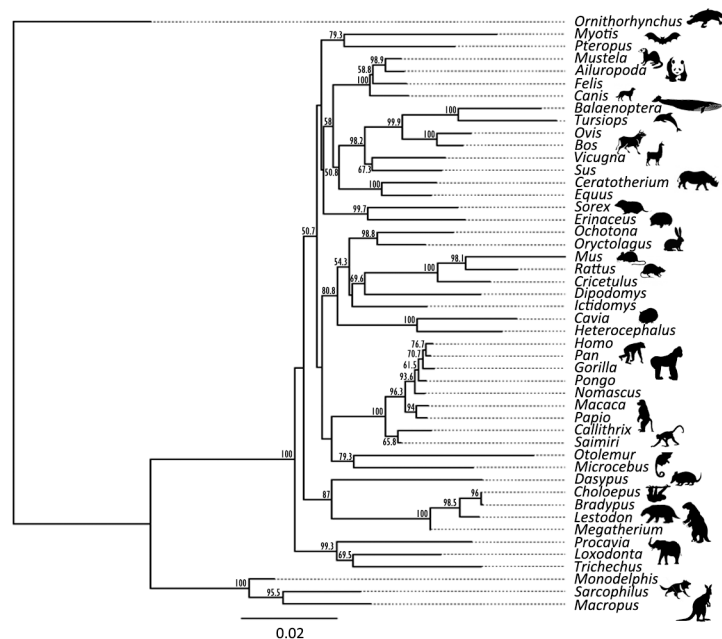 Ornithorhynchus
79.3 Myotis
Pteropus
98.9 Mustela
58.8 Ailuropoda
100 Felis
Canis
100 Balaenoptera
99.9 Tursiops
58 100 Ovis
98.2 Bos
Vicugna
50.8 67.3 Sus
100 Ceratotherium
Equus
99.7 Sorex
Erinaceus
50.7 98.8 Ochotona
Oryctolagus
98.1 Mus
54.3 100 Rattus
69.6 Cricetulus
Dipodomys
80.8 Ictidomys
100 Cavia
Heterocephalus
76.7 Homo
70.7 Pan
61.5 Gorilla
93.6 Pongo
96.3 Nomascus
94 Macaca
100 Papio
Callithrix
65.8 Saimiri
79.3 Otolemur
100 Microcebus
87 Dasypus
96 Choloepus
98.5 Bradypus
100 Lestodon
Megatherium
99.3 Procavia
69.5 Loxodonta
Trichechus
100 Monodelphis
95.5 Sarcophilus
Macropus
0.02